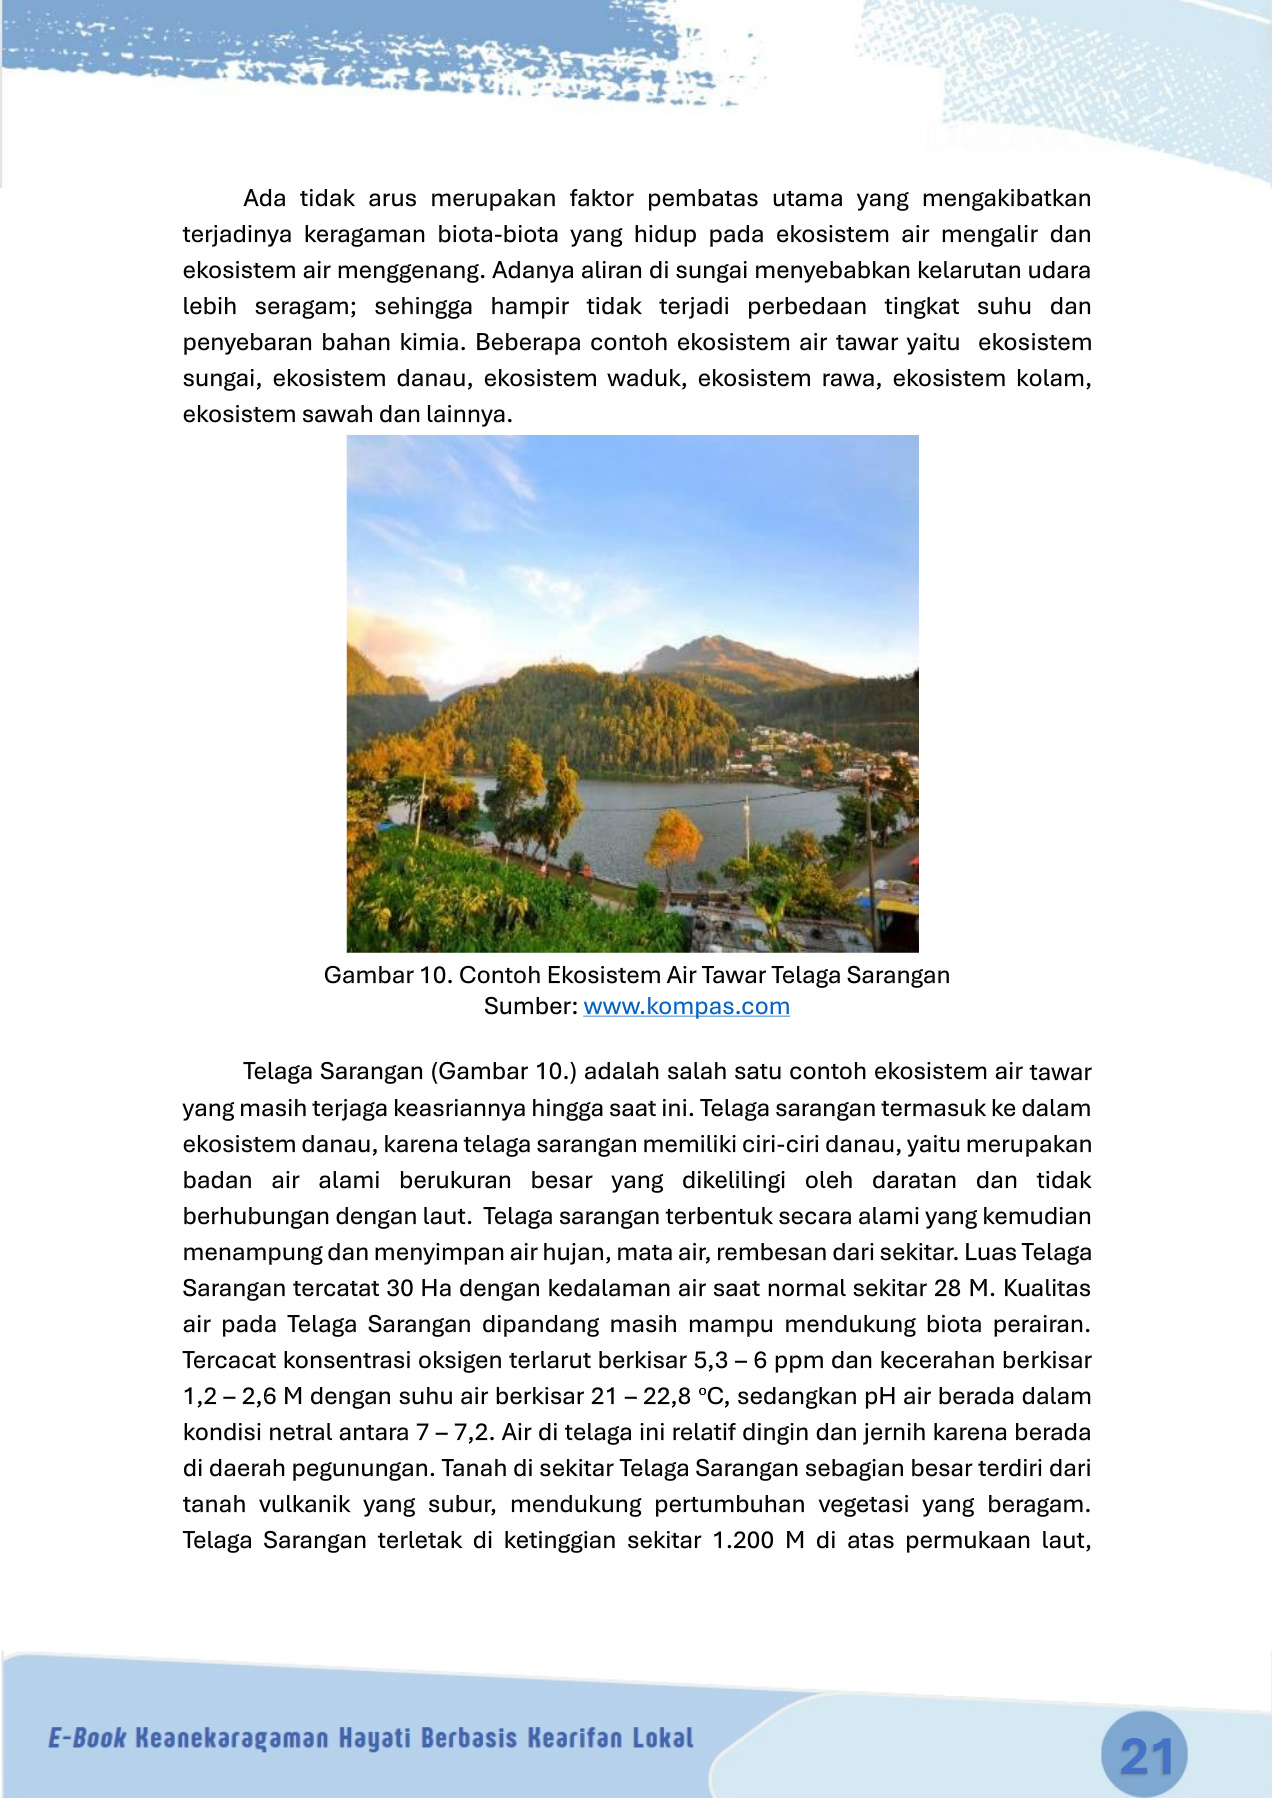 Ada tidak arus merupakan faktor pembatas utama yang mengakibatkan
terjadinya keragaman biota-biota yang hidup pada ekosistem air mengalir dan
ekosistem air menggenang. Adanya aliran di sungai menyebabkan kelarutan udara
lebih seragam; sehingga hampir tidak terjadi perbedaan tingkat suhu dan
penyebaran bahan kimia. Beberapa contoh ekosistem air tawar yaitu  ekosistem
sungai, ekosistem danau, ekosistem waduk, ekosistem rawa, ekosistem kolam,
ekosistem sawah dan lainnya.
Gambar 10. Contoh Ekosistem Air Tawar Telaga Sarangan
Sumber: www.kompas.com
Telaga Sarangan (Gambar 10.) adalah salah satu contoh ekosistem air tawar
yang masih terjaga keasriannya hingga saat ini. Telaga sarangan termasuk ke dalam
ekosistem danau, karena telaga sarangan memiliki ciri-ciri danau, yaitu merupakan
badan air alami berukuran besar yang dikelilingi oleh daratan dan tidak
berhubungan dengan laut.  Telaga sarangan terbentuk secara alami yang kemudian
menampung dan menyimpan air hujan, mata air, rembesan dari sekitar. Luas Telaga
Sarangan tercatat 30 Ha dengan kedalaman air saat normal sekitar 28 M. Kualitas
air pada Telaga Sarangan dipandang masih mampu mendukung biota perairan.
Tercacat konsentrasi oksigen terlarut berkisar 5,3 – 6 ppm dan kecerahan berkisar
1,2 – 2,6 M dengan suhu air berkisar 21 – 22,8 °C, sedangkan pH air berada dalam
kondisi netral antara 7 – 7,2. Air di telaga ini relatif dingin dan jernih karena berada
di daerah pegunungan. Tanah di sekitar Telaga Sarangan sebagian besar terdiri dari
tanah vulkanik yang subur, mendukung pertumbuhan vegetasi yang beragam.
Telaga Sarangan terletak di ketinggian sekitar 1.200 M di atas permukaan laut,
E-Book Keanekaragaman Hayati Berbasis Kearifan Lokal
21